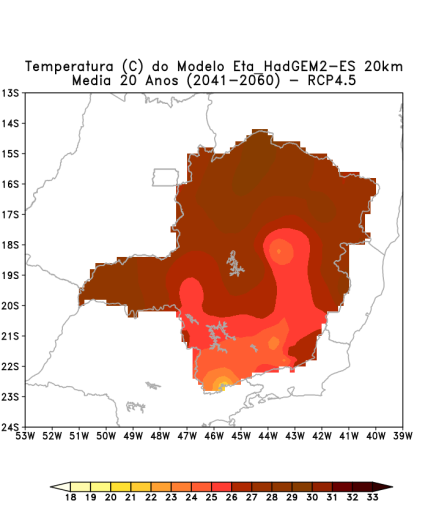 Temperatura (C) do Modelo Eta_HadGEM2-ES 20km
Media 20 Anos (2041-2060) - RCP4.5
13S
14S
15S
16S
17S
18S
19S
20S
21S
22S
23S
24S
53W 52W 51W 50W 49W 48W 47W 46W 45W 44W 43W 42W 41W 40W 39W
18 19 20 21 22 23 24 25 26 27 28 29 30 31 32 33